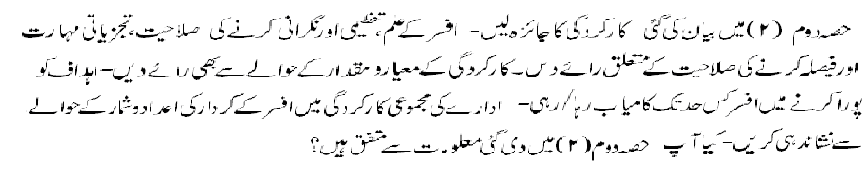 حصہ دوم (۲) میں بیان کی گئی کارکردگی کا جائزہ لیں- افسر کے علم، تنظیمی اور نگرانی کرنے کی صلاحیت، تجزیاتی مہارت
اور فیصلہ کرنے کی صلاحیت کے متعلق رائے دیں۔ کارکردگی کے معیار و مقدار کے حوالے سے بھی رائے دیں- اہداف کو
پورا کرنے میں افسر کس حد تک کامیاب رہا/رہی- ادارے کی مجموعی کارکردگی میں افسر کے کردار کی اعداد و شمار کے حوالے
سے نشاندہی کریں- کیا آپ حصہ دوم (۲) میں دی گئی معلومات سے متفق ہیں؟